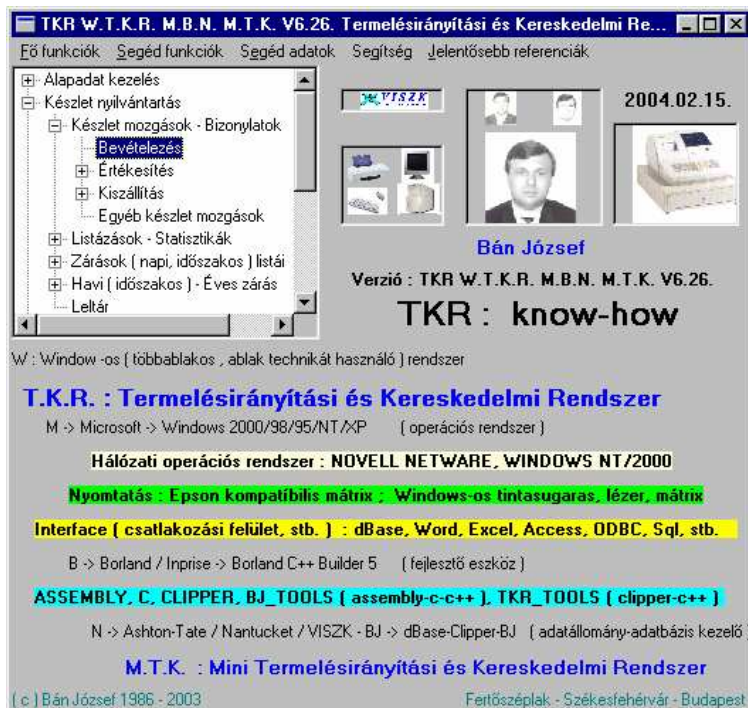 TKR W.T.K.R. M.B.N. M.T.K. V6.26. Termelésirányítási és Kereskedelmi Re...
Fő funkciók Segéd funkciók Segéd adatok Segítség Jelentősebb referenciák
Alapadat kezelés
Készlet nyilvántartás
Készlet mozgások - Bizonylatok
Bevételezés
Értékesítés
Kiszállítás
Egyéb készlet mozgások
Listázások - Statisztikák
Zárások ( napi, időszakos ) listái
Havi ( időszakos ) - Éves zárás
Leltár
VISZK
2004.02.15.
Bán József
Verzió : TKR W.T.K.R. M.B.N. M.T.K. V6.26.
TKR : know-how
W : Window -os ( többablakos , ablak technikát használó ) rendszer
T.K.R. : Termelésirányítási és Kereskedelmi Rendszer
M -> Microsoft -> Windows 2000/98/95/NT/XP ( operációs rendszer )
Hálózati operációs rendszer : NOVELL NETWARE, WINDOWS NT/2000
Nyomtatás : Epson kompatíbilis mátrix ; Windows-os tintasugaras, lézer, mátrix
Interface ( csatlakozási felület, stb. ) : dBase, Word, Excel, Access, ODBC, Sql, stb.
B -> Borland / Inprise -> Borland C++ Builder 5 ( fejlesztő eszköz )
ASSEMBLY, C, CLIPPER, BJ_TOOLS ( assembly-c-c++ ), TKR_TOOLS ( clipper-c++ )
N -> Ashton-Tate / Nantucket / VISZK - BJ -> dBase-Clipper-BJ ( adatállomány-adatbázis kezelő )
M.T.K. : Mini Termelésirányítási és Kereskedelmi Rendszer
( c ) Bán József 1986 - 2003 Fertőszéplak - Székesfehérvár - Budapest